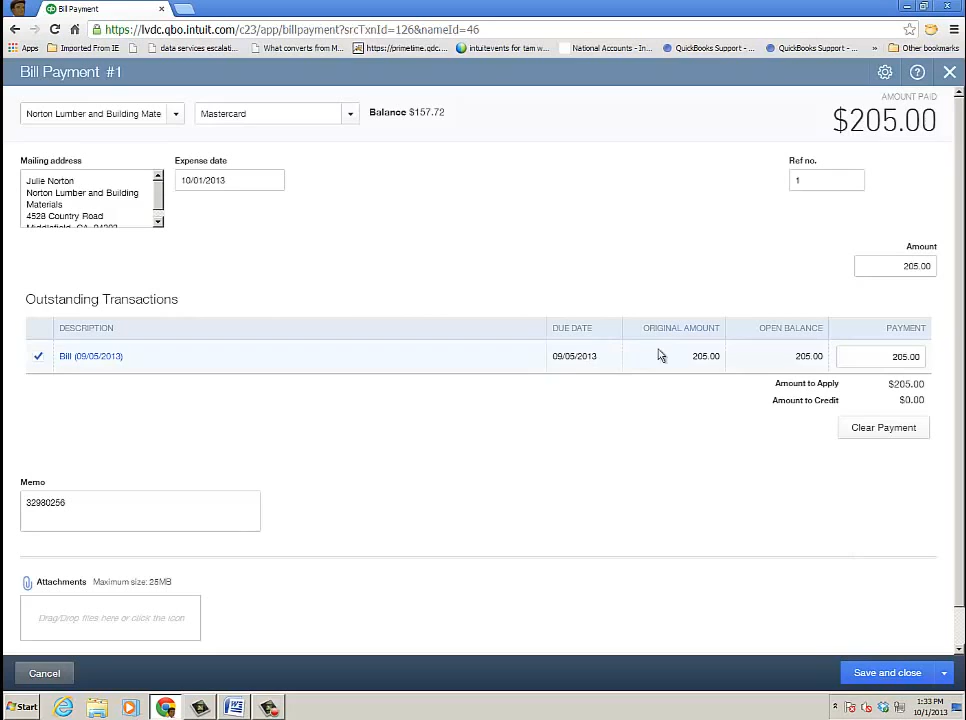 Bill Payment
https://lvdc.qbo.intuit.com/c23/app/billpayment?srcTxnId=126&nameId=46
Apps Imported From IE data services escalati... What converts from M... https://primetime.qdc.... intuitevents for tam w... National Accounts - ... QuickBooks Support - ... QuickBooks Support - ... » Other bookmarks
Bill Payment #1
AMOUNT PAID
Norton Lumber and Building Mate Mastercard Balance $157.72 $205.00
Mailing address Expense date Ref no.
Julie Norton 10/01/2013 1
Norton Lumber and Building
Materials
4528 Country Road
Amount
205.00
Outstanding Transactions
DESCRIPTION DUE DATE ORIGINAL AMOUNT OPEN BALANCE PAYMENT
Bill (09/05/2013) 09/05/2013 205.00 205.00 205.00
Amount to Apply $205.00
Amount to Credit $0.00
Clear Payment
Memo
32980256
Attachments Maximum size: 25MB
Drag/Drop files here or click the icon
Cancel Save and close
Start 1:33 PM
10/1/2013